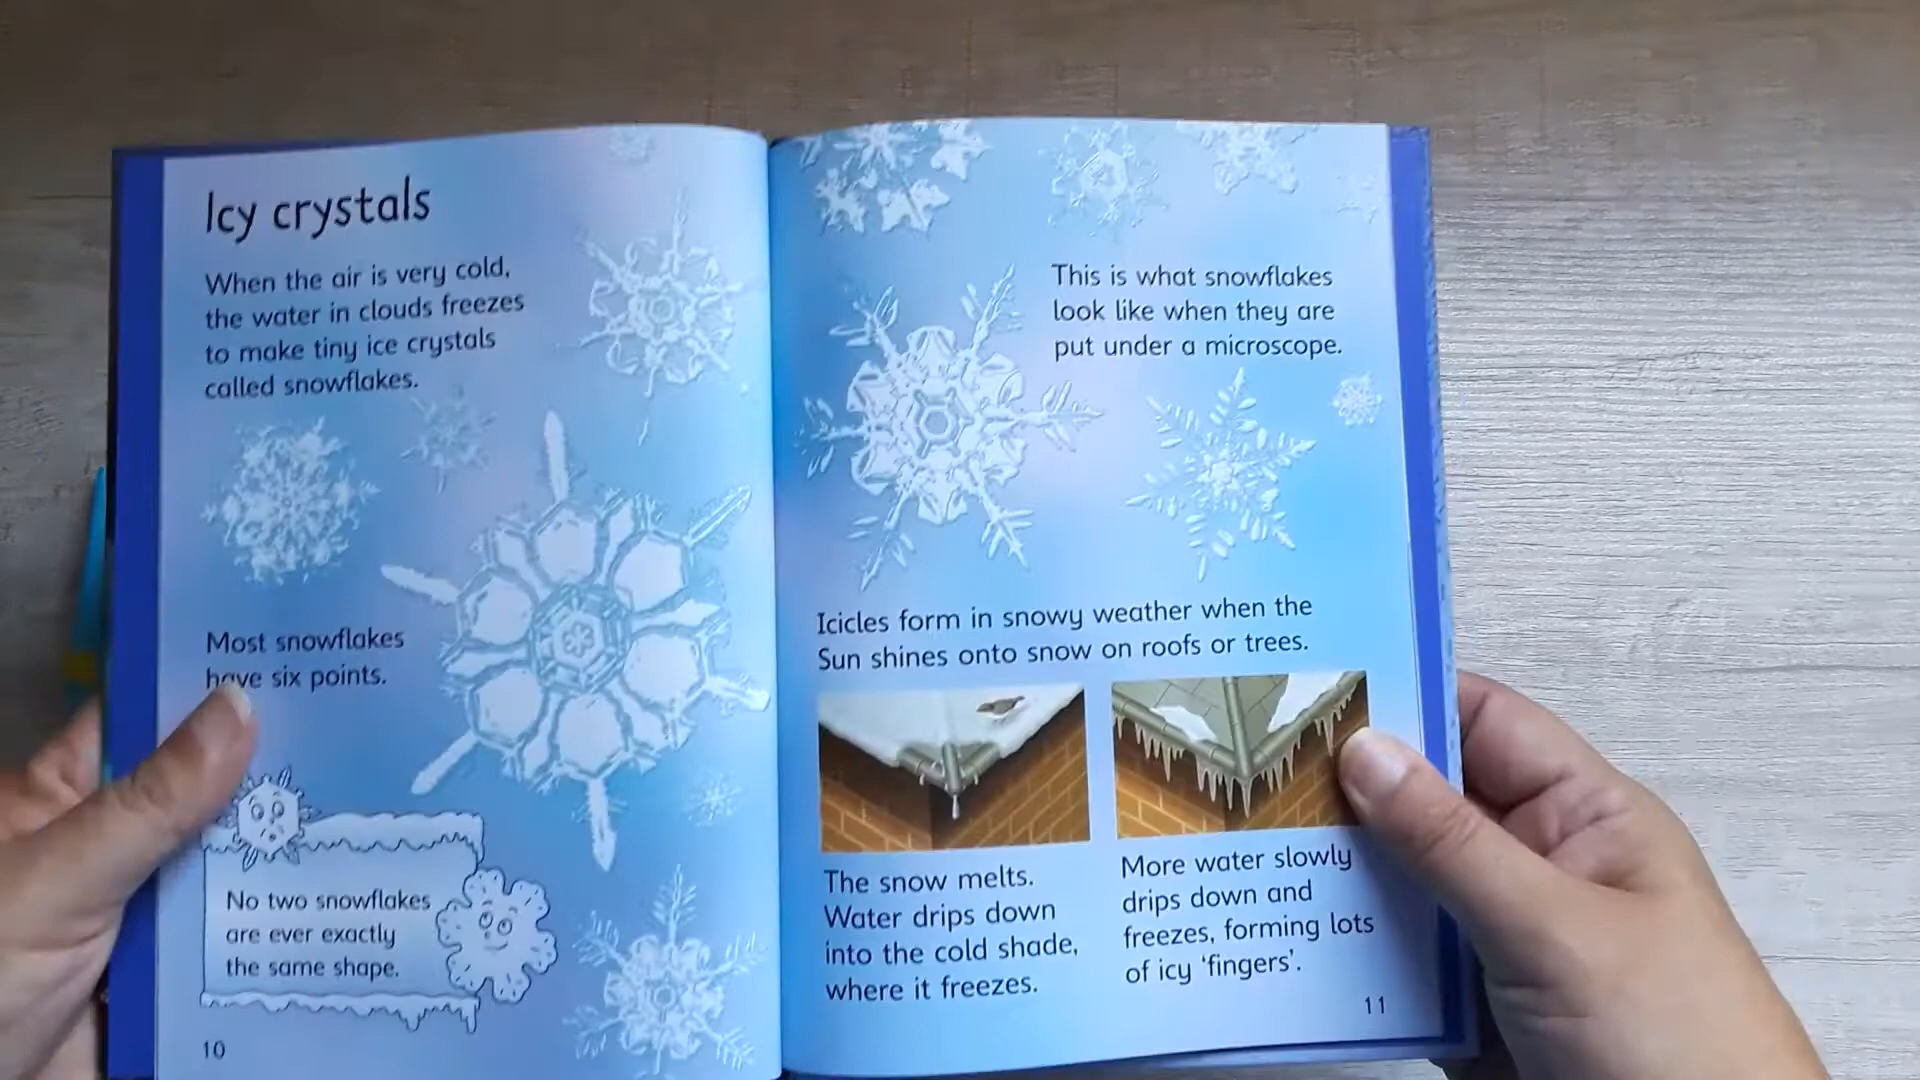 Icy crystals
When the air is very cold,
the water in clouds freezes
to make tiny ice crystals
called snowflakes.
Most snowflakes
have six points.
No two snowflakes
are ever exactly
the same shape.
10
This is what snowflakes
look like when they are
put under a microscope.
Icicles form in snowy weather when the
Sun shines onto snow on roofs or trees.
The snow melts.
Water drips down
into the cold shade,
where it freezes.
More water slowly
drips down and
freezes, forming lots
of icy ‘fingers’.
11